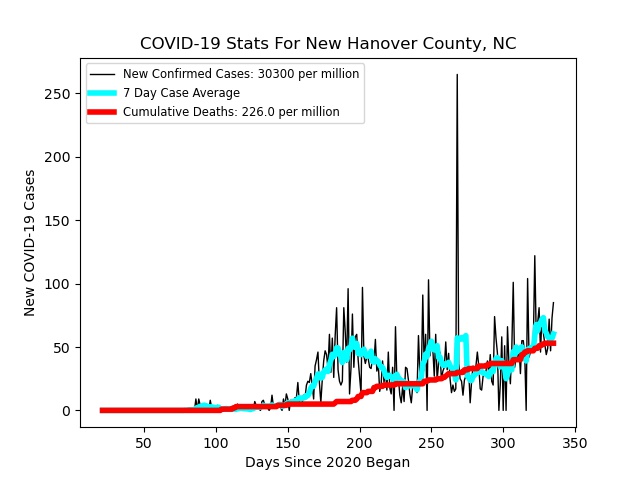 COVID-19 Stats For New Hanover County, NC
New Confirmed Cases: 30300 per million
7 Day Case Average
Cumulative Deaths: 226.0 per million
New COVID-19 Cases
250
200
150
100
50
0
50 100 150 200 250 300 350
Days Since 2020 Began